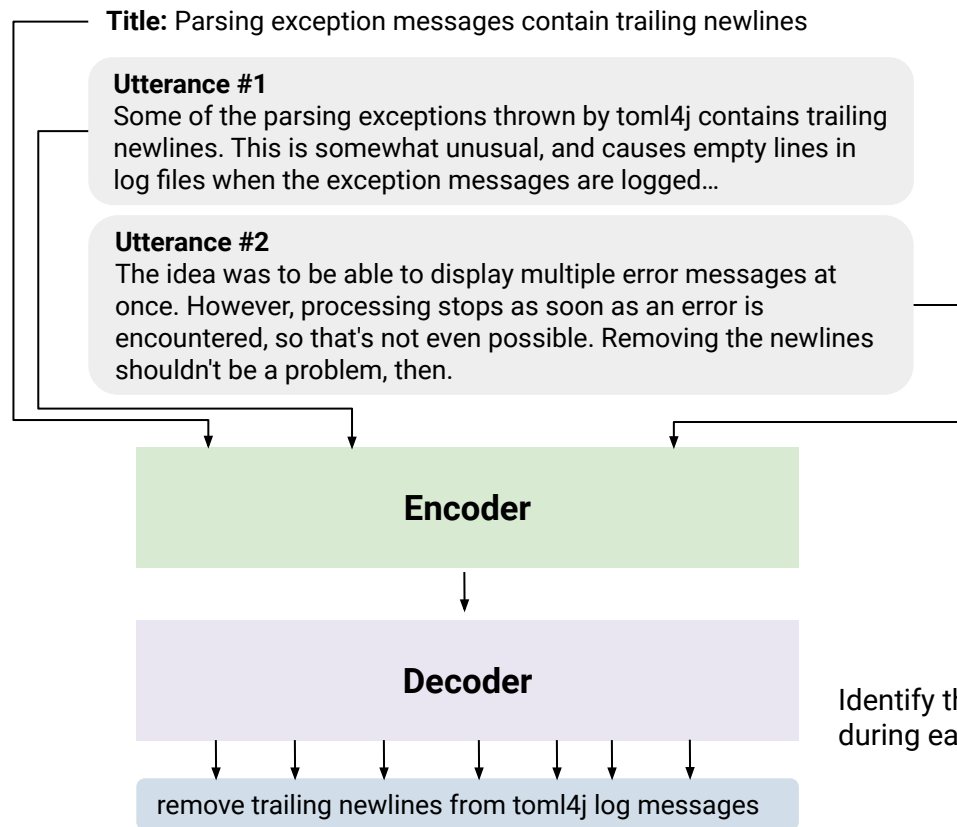 Title: Parsing exception messages contain trailing newlines
Utterance #1
Some of the parsing exceptions thrown by toml4j contains trailing
newlines. This is somewhat unusual, and causes empty lines in
log files when the exception messages are logged…
Utterance #2
The idea was to be able to display multiple error messages at
once. However, processing stops as soon as an error is
encountered, so that's not even possible. Removing the newlines
shouldn't be a problem, then.
Encoder
Decoder
Identify
during
remove trailing newlines from toml4j log messages